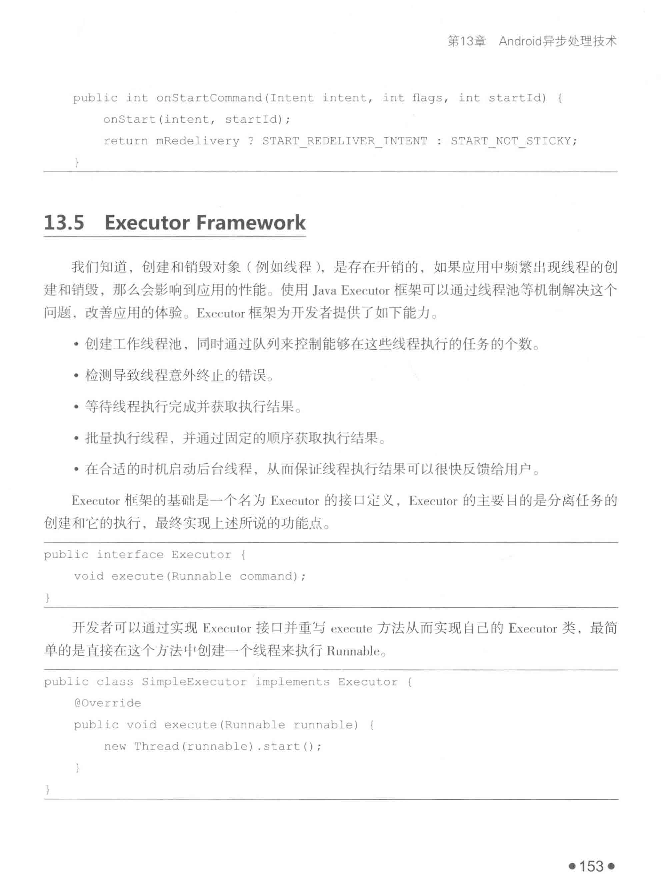 第13章 Android异步处理技术
public int onStartCommand(Intent intent, int flags, int startId) {
onStart(intent, startId);
return mRedelivery ? START_REDELIVER_INTENT : START_NOT_STICKY;
}
13.5 Executor Framework
我们知道，创建和销毁对象（例如线程），是存在开销的，如果应用中频繁出现线程的创
建和销毁，那么会影响到应用的性能。使用 Java Executor 框架可以通过线程池等机制解决这个
问题，改善应用的体验。Executor 框架为开发者提供了如下能力。
• 创建工作线程池，同时通过队列来控制能够在这些线程执行的任务的个数。
• 检测导致线程意外终止的错误。
• 等待线程执行完成并获取执行结果。
• 批量执行线程，并通过固定的顺序获取执行结果。
• 在合适的时机启动后台线程，从而保证线程执行结果可以很快反馈给用户。
Executor 框架的基础是一个名为 Executor 的接口定义，Executor 的主要目的是分离任务的
创建和它的执行，最终实现上述所说的功能点。
public interface Executor {
void execute(Runnable command);
}
开发者可以通过实现 Executor 接口并重写 execute 方法从而实现自己的 Executor 类，最简
单的是直接在这个方法中创建一个线程来执行 Runnable。
public class SimpleExecutor implements Executor {
@Override
public void execute(Runnable runnable) {
new Thread(runnable).start();
}
}
•153•